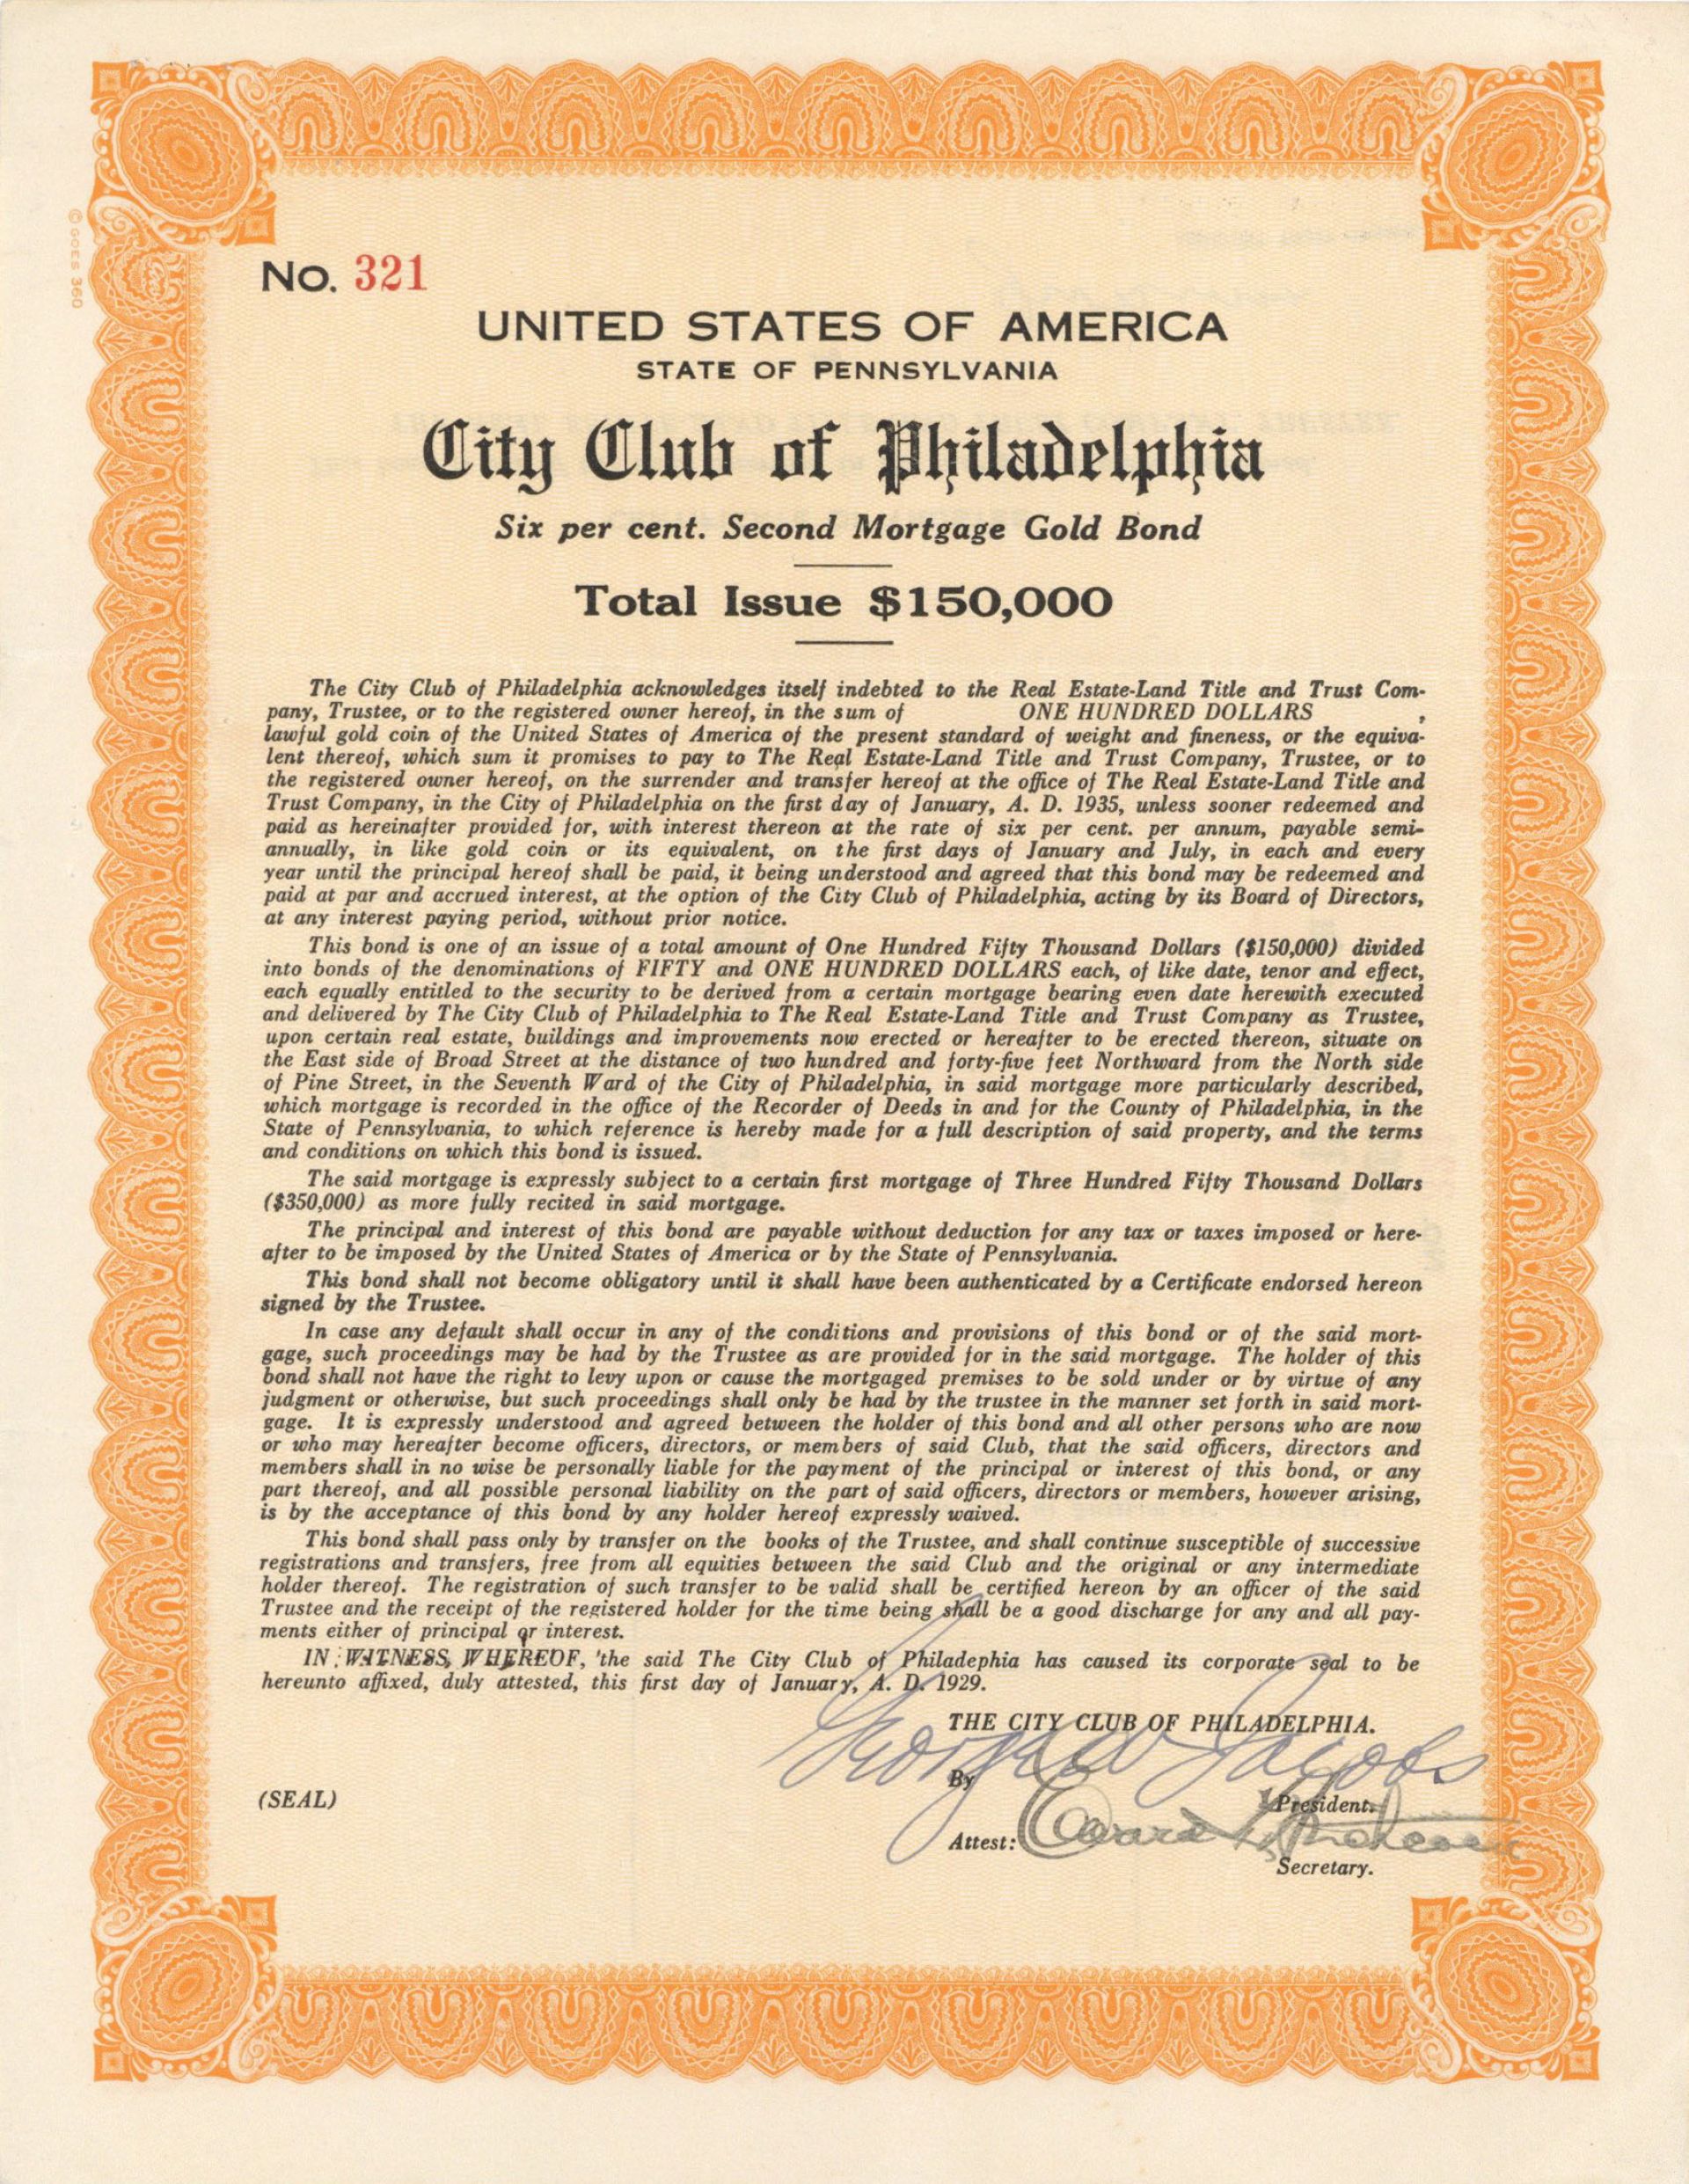 © GOES 360
No. 321
UNITED STATES OF AMERICA
STATE OF PENNSYLVANIA
City Club of Philadelphia
Six per cent. Second Mortgage Gold Bond
Total Issue $150,000
The City Club of Philadelphia acknowledges itself indebted to the Real Estate-Land Title and Trust Com-
pany, Trustee, or to the registered owner hereof, in the sum of ONE HUNDRED DOLLARS ,
lawful gold coin of the United States of America of the present standard of weight and fineness, or the equiva-
lent thereof, which sum it promises to pay to The Real Estate-Land Title and Trust Company, Trustee, or to
the registered owner hereof, on the surrender and transfer hereof at the office of The Real Estate-Land Title and
Trust Company, in the City of Philadelphia on the first day of January, A. D. 1935, unless sooner redeemed and
paid as hereinafter provided for, with interest thereon at the rate of six per cent. per annum, payable semi-
annually, in like gold coin or its equivalent, on the first days of January and July, in each and every
year until the principal hereof shall be paid, it being understood and agreed that this bond may be redeemed and
paid at par and accrued interest, at the option of the City Club of Philadelphia, acting by its Board of Directors,
at any interest paying period, without prior notice.
This bond is one of an issue of a total amount of One Hundred Fifty Thousand Dollars ($150,000) divided
into bonds of the denominations of FIFTY and ONE HUNDRED DOLLARS each, of like date, tenor and effect,
each equally entitled to the security to be derived from a certain mortgage bearing even date herewith executed
and delivered by The City Club of Philadelphia to The Real Estate-Land Title and Trust Company as Trustee,
upon certain real estate, buildings and improvements now erected or hereafter to be erected thereon, situate on
the East side of Broad Street at the distance of two hundred and forty-five feet Northward from the North side
of Pine Street, in the Seventh Ward of the City of Philadelphia, in said mortgage more particularly described,
which mortgage is recorded in the office of the Recorder of Deeds in and for the County of Philadelphia, in the
State of Pennsylvania, to which reference is hereby made for a full description of said property, and the terms
and conditions on which this bond is issued.
The said mortgage is expressly subject to a certain first mortgage of Three Hundred Fifty Thousand Dollars
($350,000) as more fully recited in said mortgage.
The principal and interest of this bond are payable without deduction for any tax or taxes imposed or here-
after to be imposed by the United States of America or by the State of Pennsylvania.
This bond shall not become obligatory until it shall have been authenticated by a Certificate endorsed hereon
signed by the Trustee.
In case any default shall occur in any of the conditions and provisions of this bond or of the said mort-
gage, such proceedings may be had by the Trustee as are provided for in the said mortgage. The holder of this
bond shall not have the right to levy upon or cause the mortgaged premises to be sold under or by virtue of any
judgment or otherwise, but such proceedings shall only be had by the trustee in the manner set forth in said mort-
gage. It is expressly understood and agreed between the holder of this bond and all other persons who are now
or who may hereafter become officers, directors, or members of said Club, that the said officers, directors and
members shall in no wise be personally liable for the payment of the principal or interest of this bond, or any
part thereof, and all possible personal liability on the part of said officers, directors or members, however arising,
is by the acceptance of this bond by any holder hereof expressly waived.
This bond shall pass only by transfer on the books of the Trustee, and shall continue susceptible of successive
registrations and transfers, free from all equities between the said Club and the original or any intermediate
holder thereof. The registration of such transfer to be valid shall be certified hereon by an officer of the said
Trustee and the receipt of the registered holder for the time being shall be a good discharge for any and all pay-
ments either of principal or interest.
IN WITNESS WHEREOF, the said The City Club of Philadephia has caused its corporate seal to be
hereunto affixed, duly attested, this first day of January, A. D. 1929.
THE CITY CLUB OF PHILADELPHIA.
By George W Jacobs
(SEAL)
President.
Attest:
Secretary.